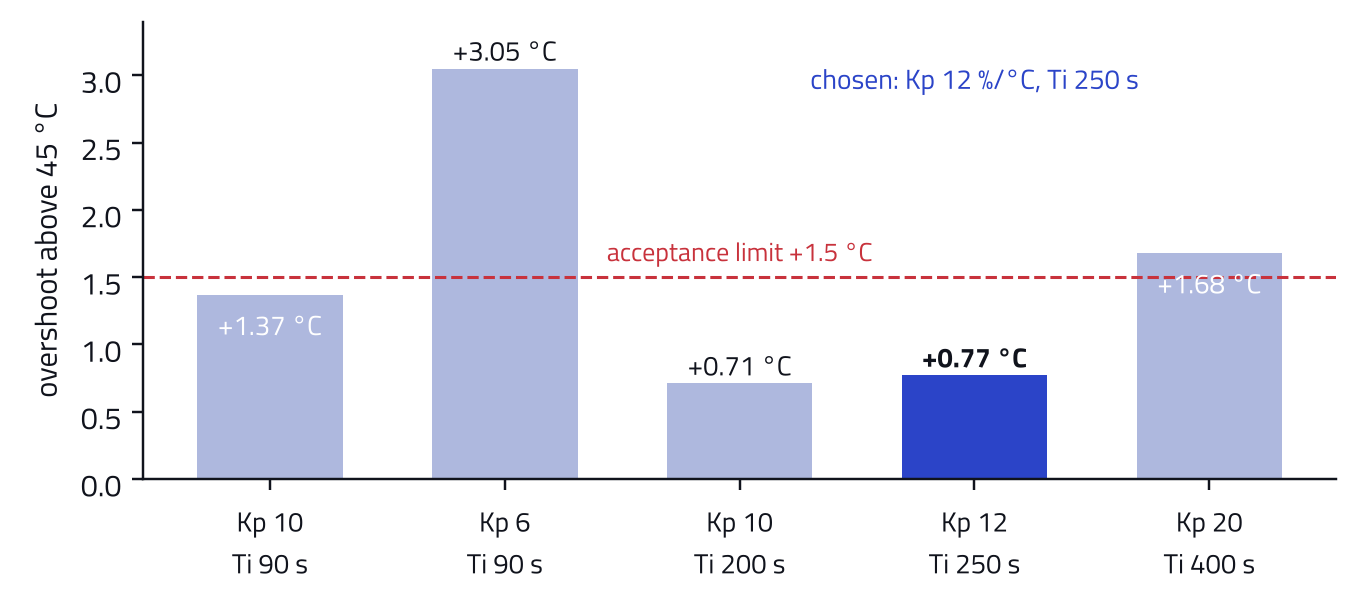 +3.05 °C
chosen: Kp 12 %/°C, Ti 250 s
3.0
2.5
2.0
1.5
1.0
0.5
0.0
overshoot above 45 °C
acceptance limit +1.5 °C
+1.37 °C
+0.71 °C
+0.77 °C
+1.68 °C
Kp 10
Ti 90 s
Kp 6
Ti 90 s
Kp 10
Ti 200 s
Kp 12
Ti 250 s
Kp 20
Ti 400 s